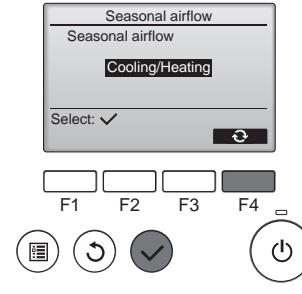 Seasonal airflow
Seasonal airflow
Cooling/Heating
Select:
F1 F2 F3 F4